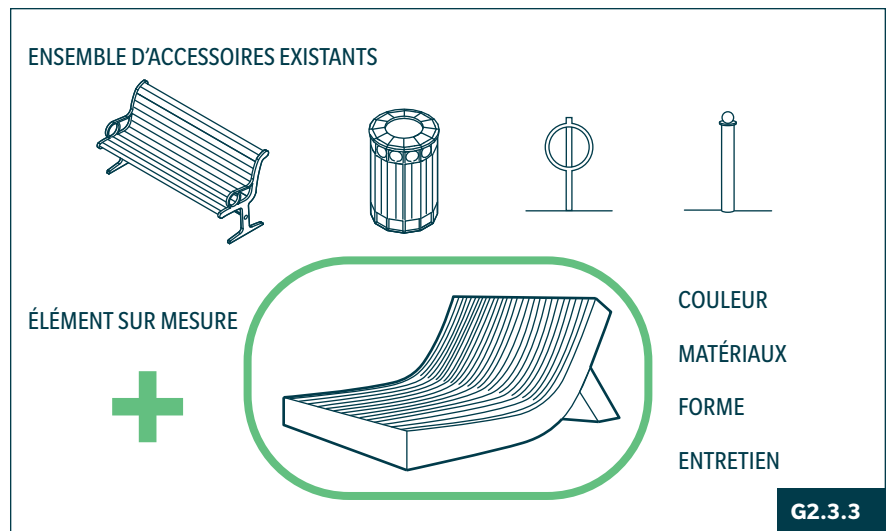 ENSEMBLE D’ACCESSOIRES EXISTANTS
ÉLÉMENT SUR MESURE
COULEUR
MATÉRIAUX
FORME
ENTRETIEN
G2.3.3